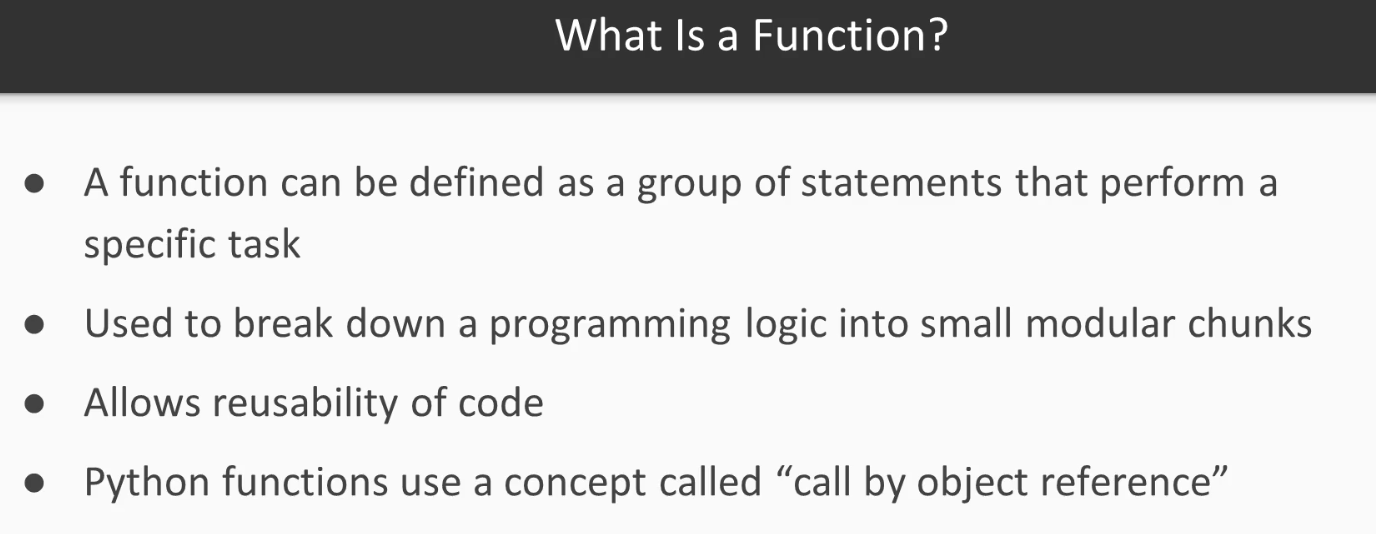 What Is a Function?
● A function can be defined as a group of statements that perform a
specific task
● Used to break down a programming logic into small modular chunks
● Allows reusability of code
● Python functions use a concept called “call by object reference”